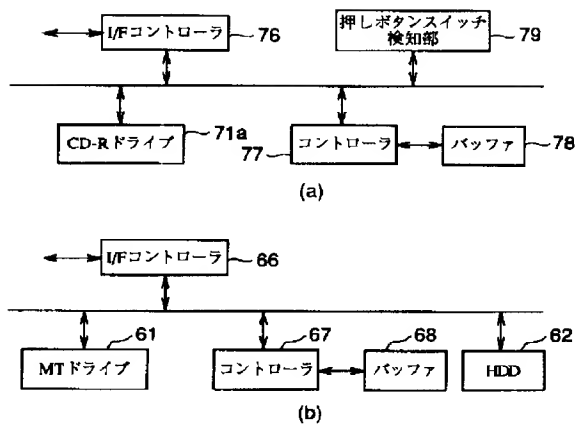 I/Fコントローラ 76
押しボタンスイッチ
検知部 79
CD-Rドライブ 71a
77 コントローラ
バッファ 78
(a)
I/Fコントローラ 66
MTドライブ 61
コントローラ 67
バッファ 68
HDD 62
(b)